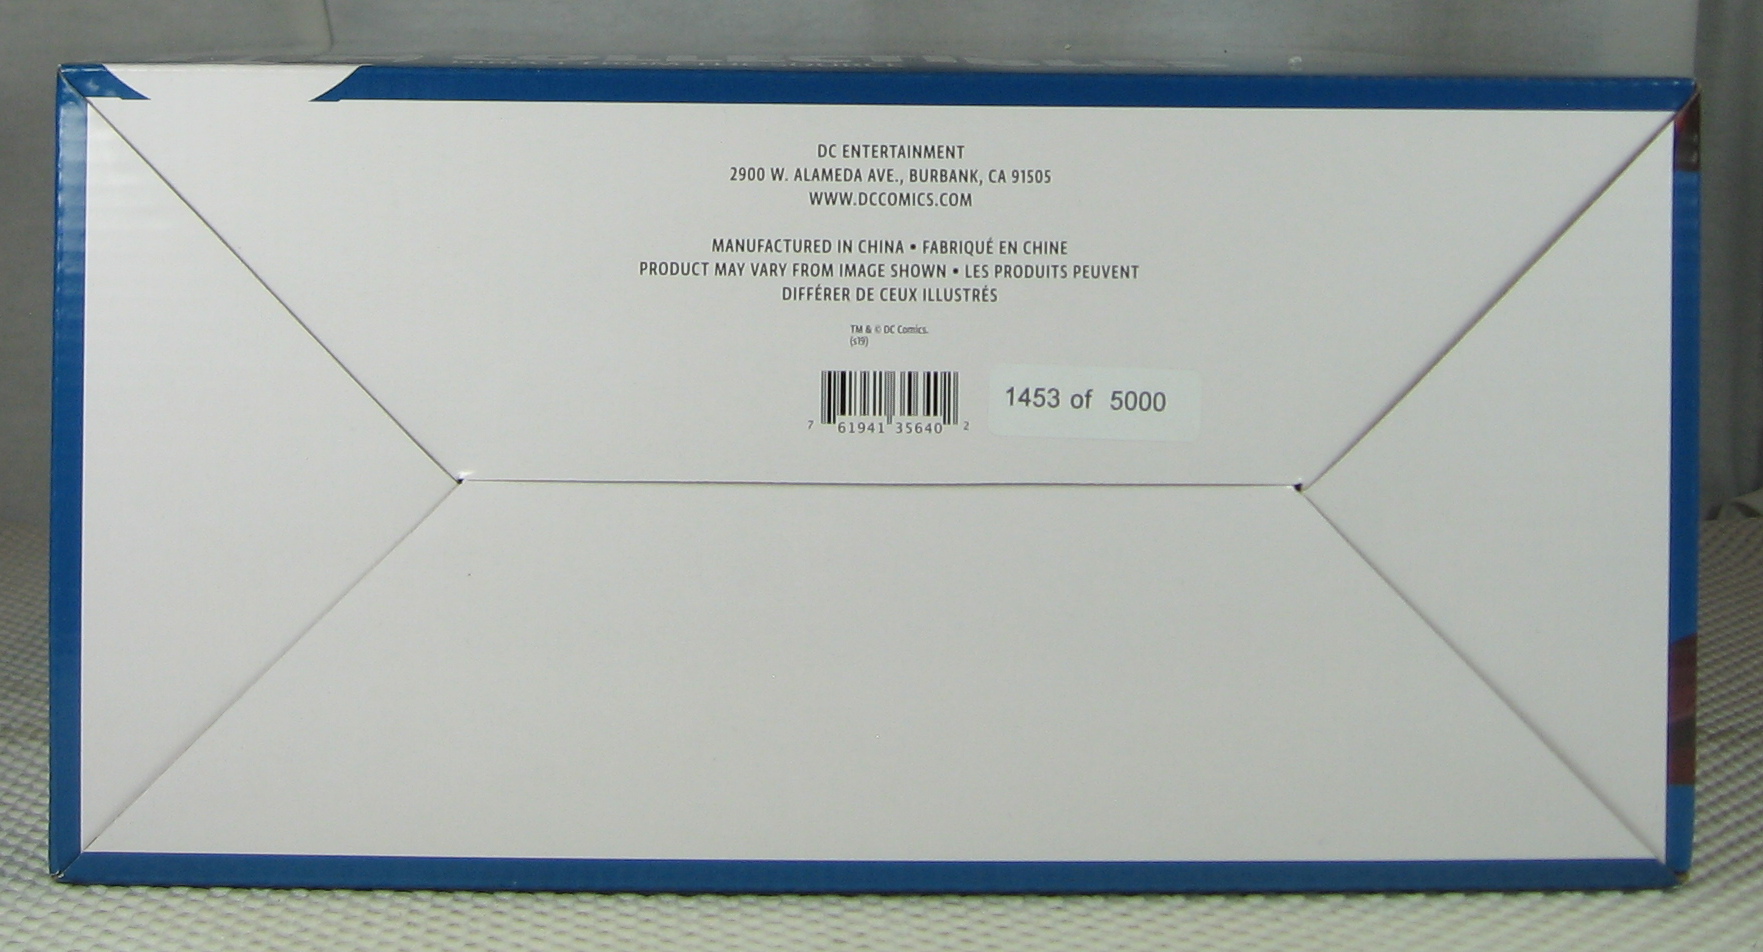 DC ENTERTAINMENT
2900 W. ALAMEDA AVE., BURBANK, CA 91505
WWW.DCCOMICS.COM
MANUFACTURED IN CHINA • FABRIQUÉ EN CHINE
PRODUCT MAY VARY FROM IMAGE SHOWN • LES PRODUITS PEUVENT
DIFFÉRER DE CEUX ILLUSTRÉS
TM & © DC Comics.
(s19)
1453 of 5000
7 61941 35640 2